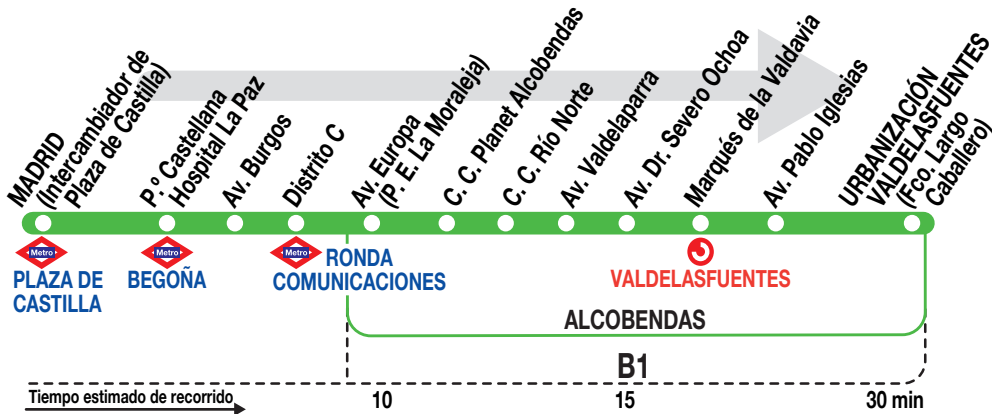 MADRID
(Intercambiador de
Plaza de Castilla)
P.º Castellana
Hospital La Paz
Av. Burgos
Distrito C
Av. Europa
(P. E. La Moraleja)
C. C. Planet Alcobendas
C. C. Río Norte
Av. Valdelaparra
Av. Dr. Severo Ochoa
Marqués de la Valdavia
Av. Pablo Iglesias
URBANIZACIÓN
VALDELASFUENTES
(Fco. Largo
Caballero)
Metro
Metro
Metro
PLAZA DE
CASTILLA
BEGOÑA
RONDA
COMUNICACIONES
VALDELASFUENTES
ALCOBENDAS
B1
Tiempo estimado de recorrido
10
15
30 min